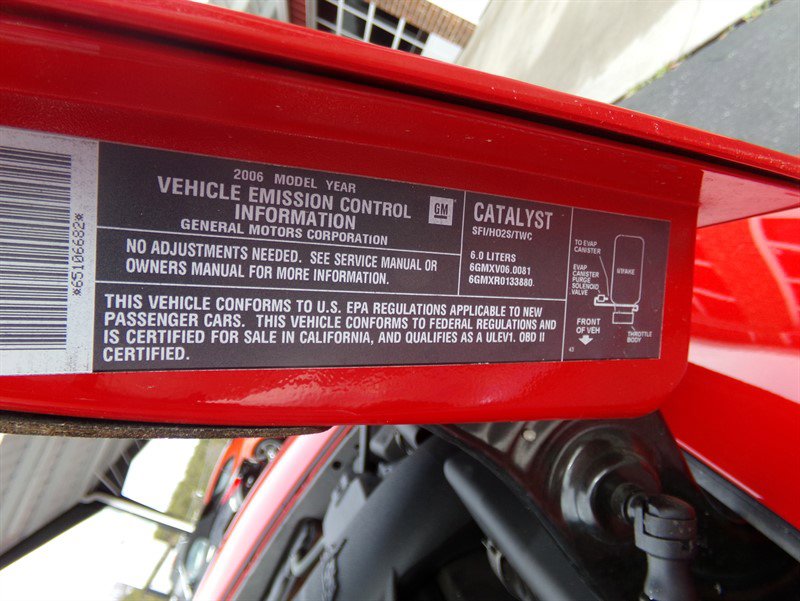 *65106682*
2006 MODEL YEAR
VEHICLE EMISSION CONTROL
INFORMATION
GENERAL MOTORS CORPORATION
GM
NO ADJUSTMENTS NEEDED. SEE SERVICE MANUAL OR
OWNERS MANUAL FOR MORE INFORMATION.
CATALYST
SFI/HO2S/TWC
6.0 LITERS
6GMXV06.0081
6GMXR0133880.
THIS VEHICLE CONFORMS TO U.S. EPA REGULATIONS APPLICABLE TO NEW
PASSENGER CARS. THIS VEHICLE CONFORMS TO FEDERAL REGULATIONS AND
IS CERTIFIED FOR SALE IN CALIFORNIA, AND QUALIFIES AS A ULEV1. OBD II
CERTIFIED.
TO EVAP
CANISTER
EVAP
CANISTER
PURGE
SOLENOID
VALVE
INTAKE
FRONT
OF VEH
THROTTLE
BODY